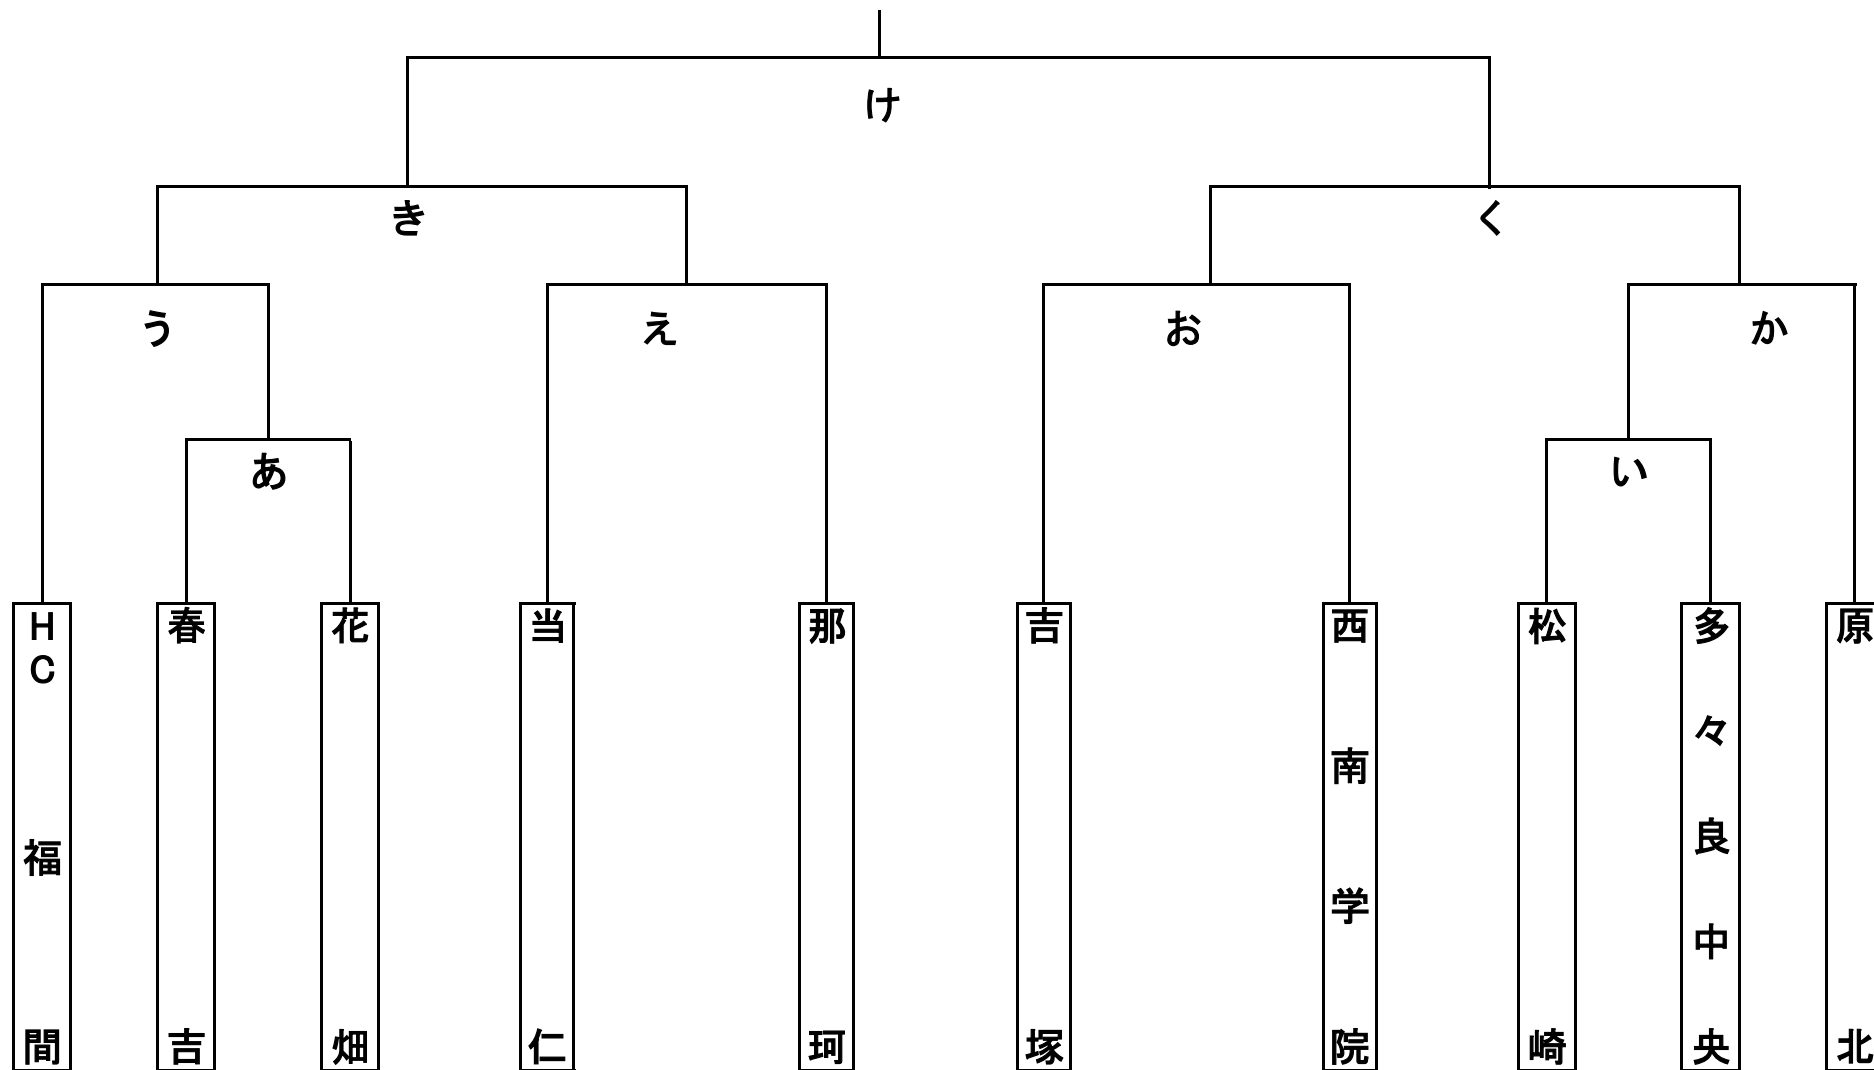 け
き
く
う
え
お
か
あ
い
HC福間
春吉
花畑
当仁
那珂
吉塚
西南学院
松崎
多々良中央
原北